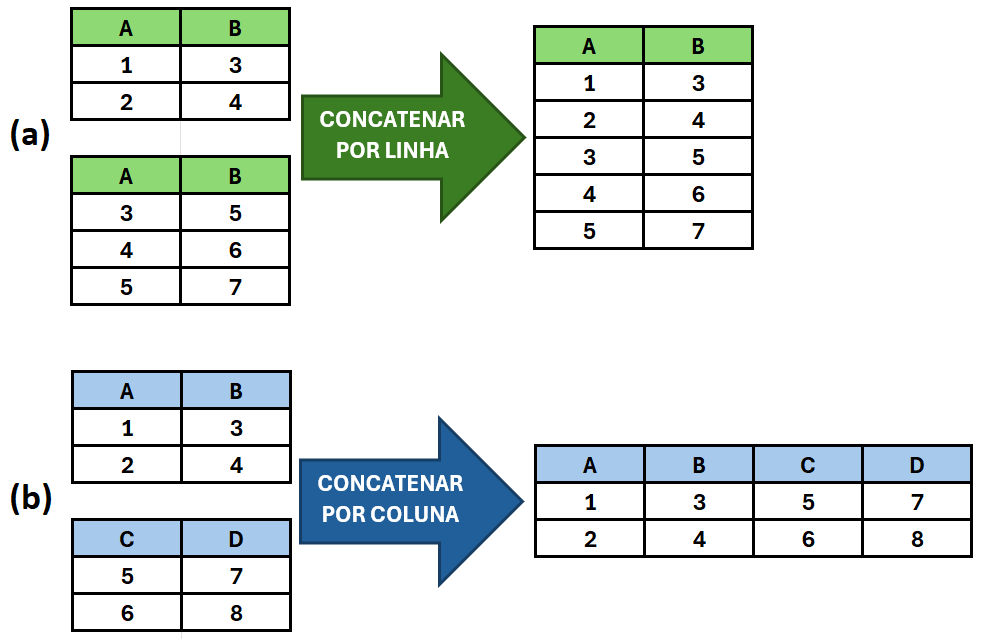 A B
1 3
2 4
(a)
A B
3 5
4 6
5 7
CONCATENAR
POR LINHA
A B
1 3
2 4
3 5
4 6
5 7
A B
1 3
2 4
(b)
C D
5 7
6 8
CONCATENAR
POR COLUNA
A B C D
1 3 5 7
2 4 6 8